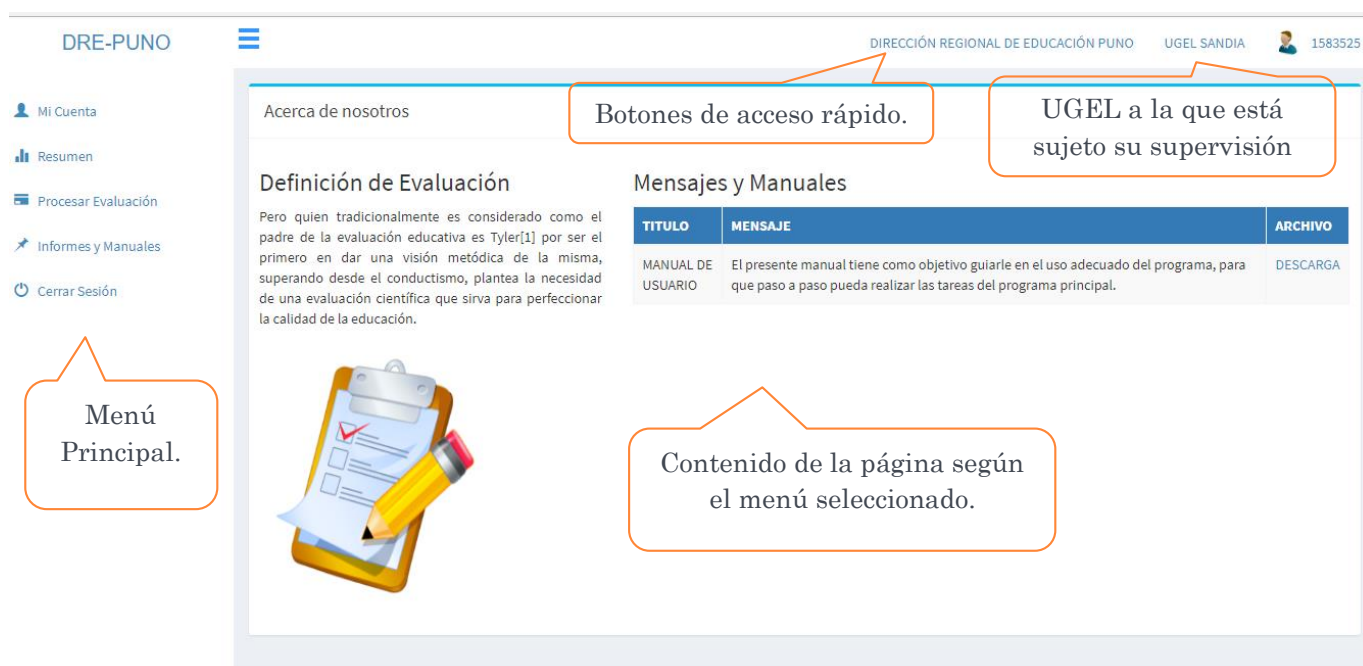 DRE-PUNO
DIRECCIÓN REGIONAL DE EDUCACIÓN PUNO
UGEL SANDIA
1583525
Mi Cuenta
Resumen
Procesar Evaluación
Informes y Manuales
Cerrar Sesión
Menú
Principal.
Acerca de nosotros
Botones de acceso rápido.
UGEL a la que está
sujeto su supervisión
Definición de Evaluación
Pero quien tradicionalmente es considerado como el
padre de la evaluación educativa es Tyler[1] por ser el
primero en dar una visión metódica de la misma,
superando desde el conductismo, plantea la necesidad
de una evaluación científica que sirva para perfeccionar
la calidad de la educación.
Mensajes y Manuales
TITULO MENSAJE ARCHIVO
MANUAL DE
USUARIO
El presente manual tiene como objetivo guiarle en el uso adecuado del programa, para
que paso a paso pueda realizar las tareas del programa principal.
DESCARGA
Contenido de la página según
el menú seleccionado.